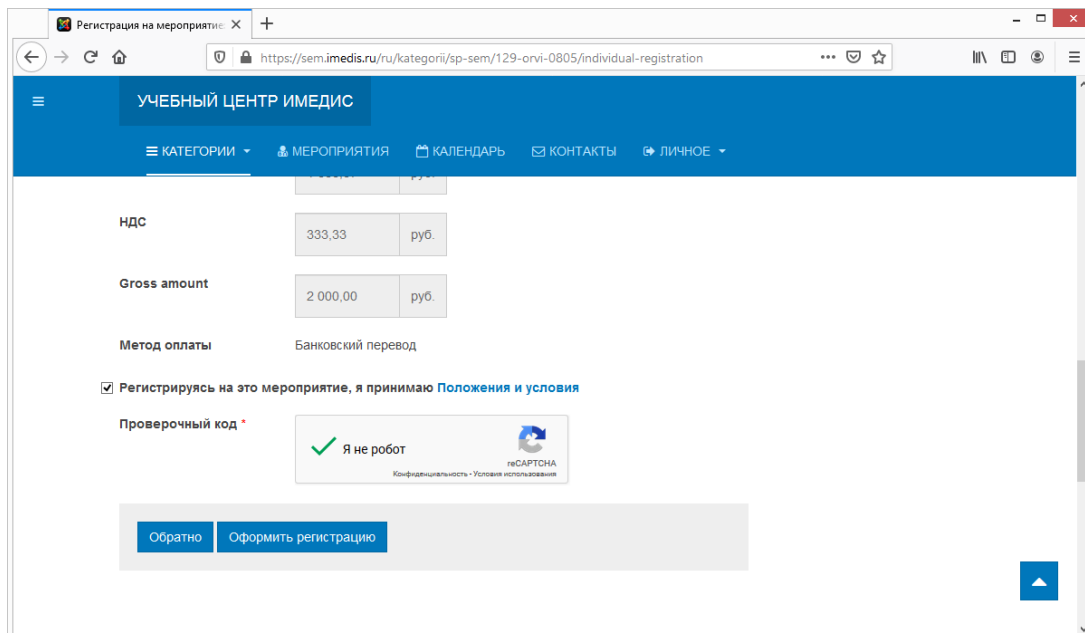 Регистрация на мероприятие:
https://sem.imedis.ru/ru/kategorii/sp-sem/129-orvi-0805/individual-registration
УЧЕБНЫЙ ЦЕНТР ИМЕДИС
КАТЕГОРИИ МЕРОПРИЯТИЯ КАЛЕНДАРЬ КОНТАКТЫ ЛИЧНОЕ
НДС 333,33 руб.
Gross amount 2 000,00 руб.
Метод оплаты Банковский перевод
Регистрируясь на это мероприятие, я принимаю Положения и условия
Проверочный код *
Я не робот
reCAPTCHA
Конфиденциальность - Условия использования
Обратно Оформить регистрацию